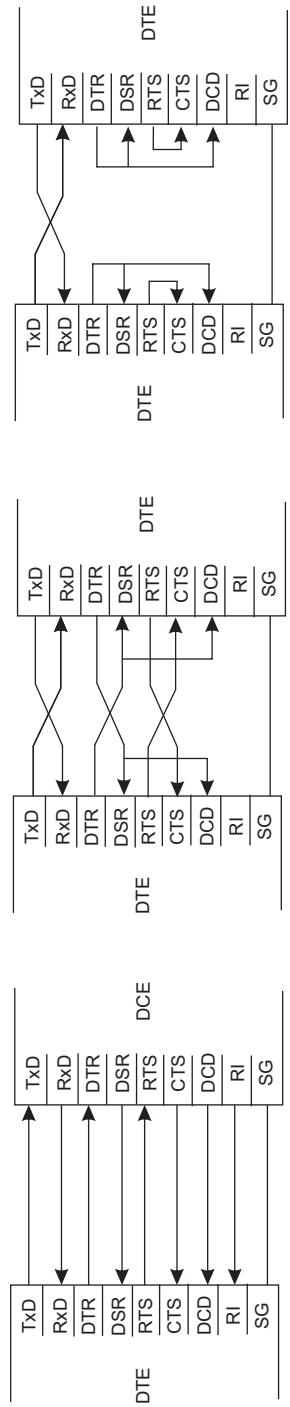 DTE
TxD
RxD
DTR
DSR
RTS
CTS
DCD
RI
SG
DCE
TxD
RxD
DTR
DSR
RTS
CTS
DCD
RI
SG
DTE
TxD
RxD
DTR
DSR
RTS
CTS
DCD
RI
SG
DTE
TxD
RxD
DTR
DSR
RTS
CTS
DCD
RI
SG
DTE
TxD
RxD
DTR
DSR
RTS
CTS
DCD
RI
SG
DTE
TxD
RxD
DTR
DSR
RTS
CTS
DCD
RI
SG